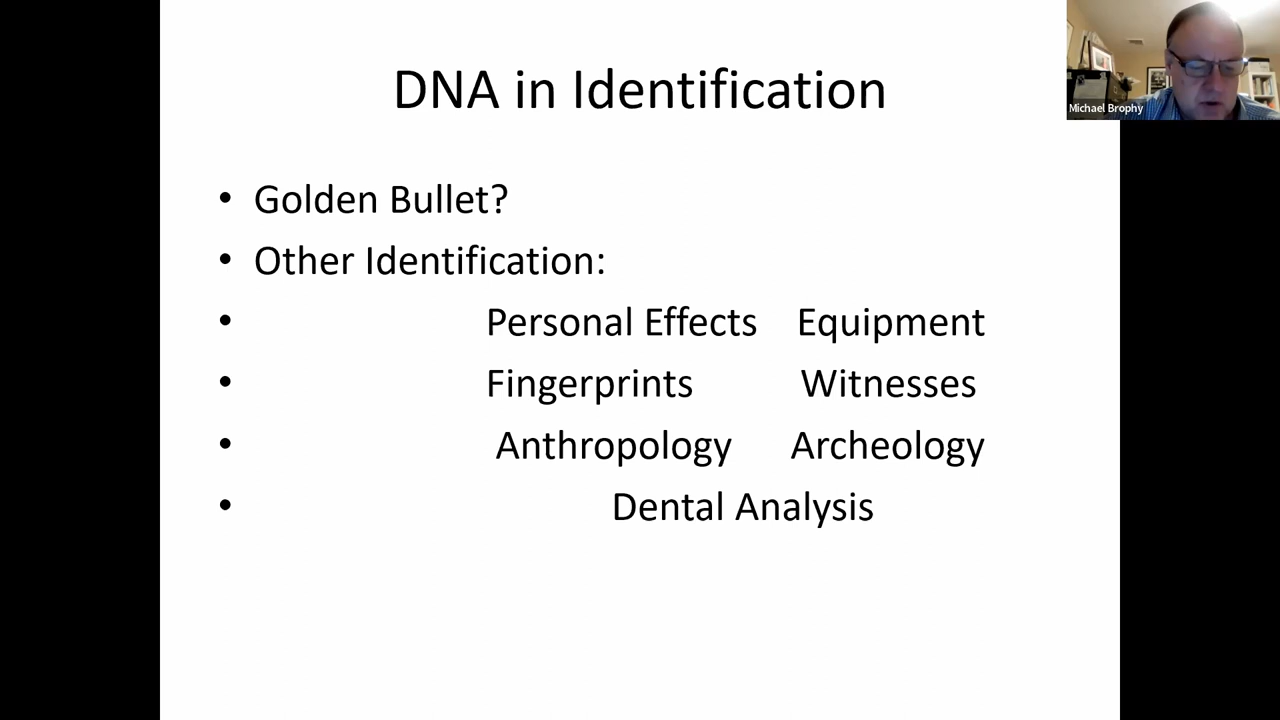 DNA in Identification
• Golden Bullet?
• Other Identification:
• Personal Effects Equipment
• Fingerprints Witnesses
• Anthropology Archeology
• Dental Analysis
Michael Brophy